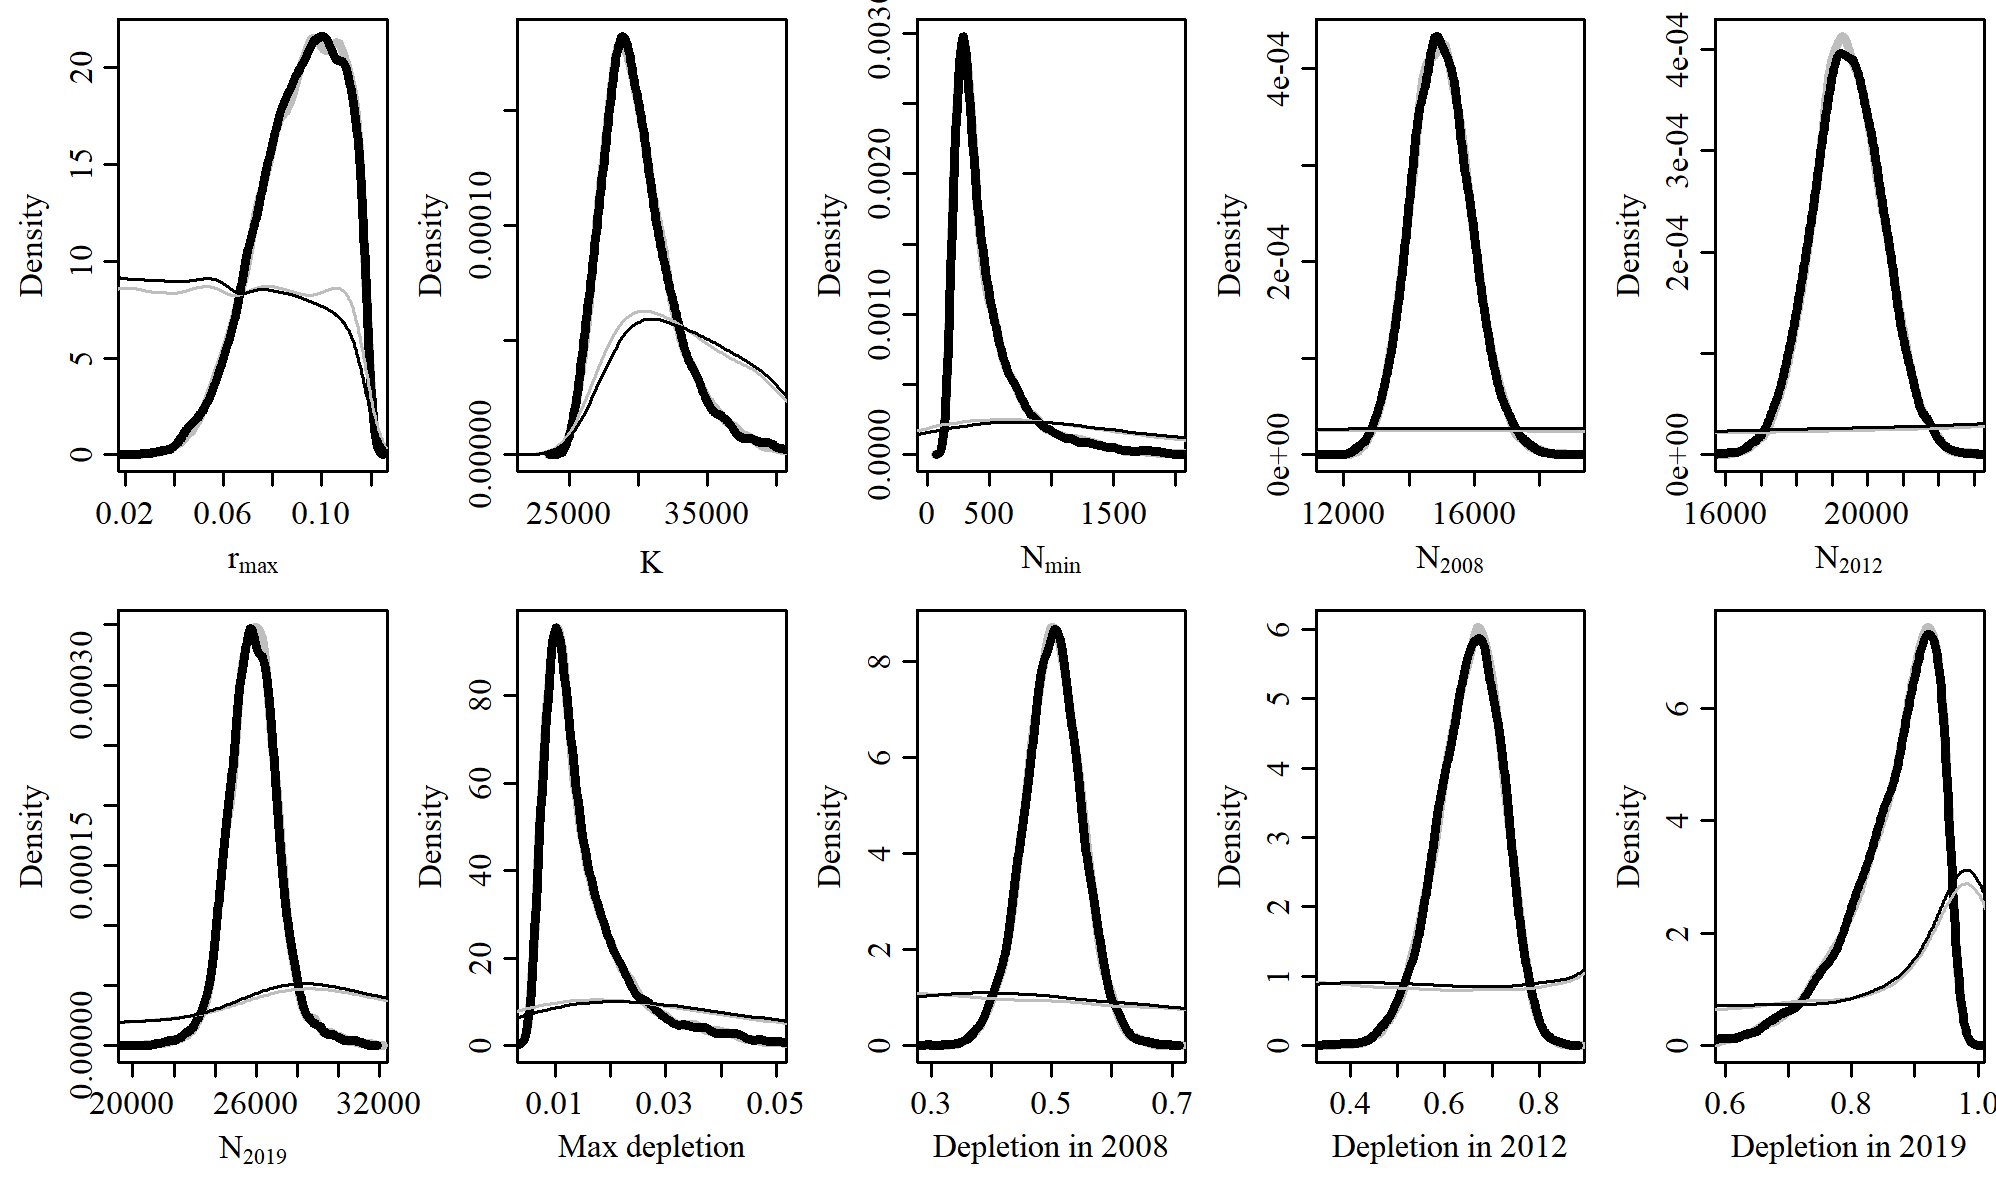 Density
0 5 10 15 20
0.02 0.06 0.10
rmax
Density
0.00000 0.00010
25000 35000
K
Density
0.0000 0.0010 0.0020 0.0030
0 500 1500
Nmin
Density
0e+00 2e-04 4e-04
12000 16000
N2008
Density
0e+00 2e-04 3e-04 4e-04
16000 20000
N2012
Density
0.00000 0.00015 0.00030
20000 26000 32000
N2019
Density
0 20 40 60 80
0.01 0.03 0.05
Max depletion
Density
0 2 4 6 8
0.3 0.5 0.7
Depletion in 2008
Density
0 1 2 3 4 5 6
0.4 0.6 0.8
Depletion in 2012
Density
0 2 4 6
0.6 0.8 1.0
Depletion in 2019